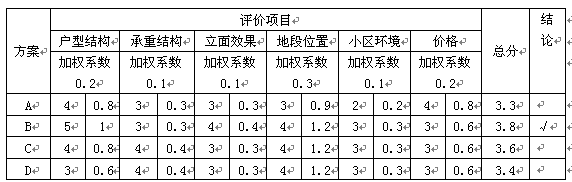 方案 评价项目 总分 结论
户型结构 承重结构 立面效果 地段位置 小区环境 价格
加权系数 加权系数 加权系数 加权系数 加权系数 加权系数
0.2 0.1 0.1 0.3 0.1 0.2
A 4 0.8 3 0.3 3 0.3 3 0.9 2 0.2 4 0.8 3.3
B 5 1 3 0.3 4 0.4 4 1.2 3 0.3 3 0.6 3.8 √
C 4 0.8 4 0.4 3 0.3 4 1.2 3 0.3 3 0.6 3.6
D 3 0.6 4 0.4 3 0.3 4 1.2 3 0.3 3 0.6 3.4